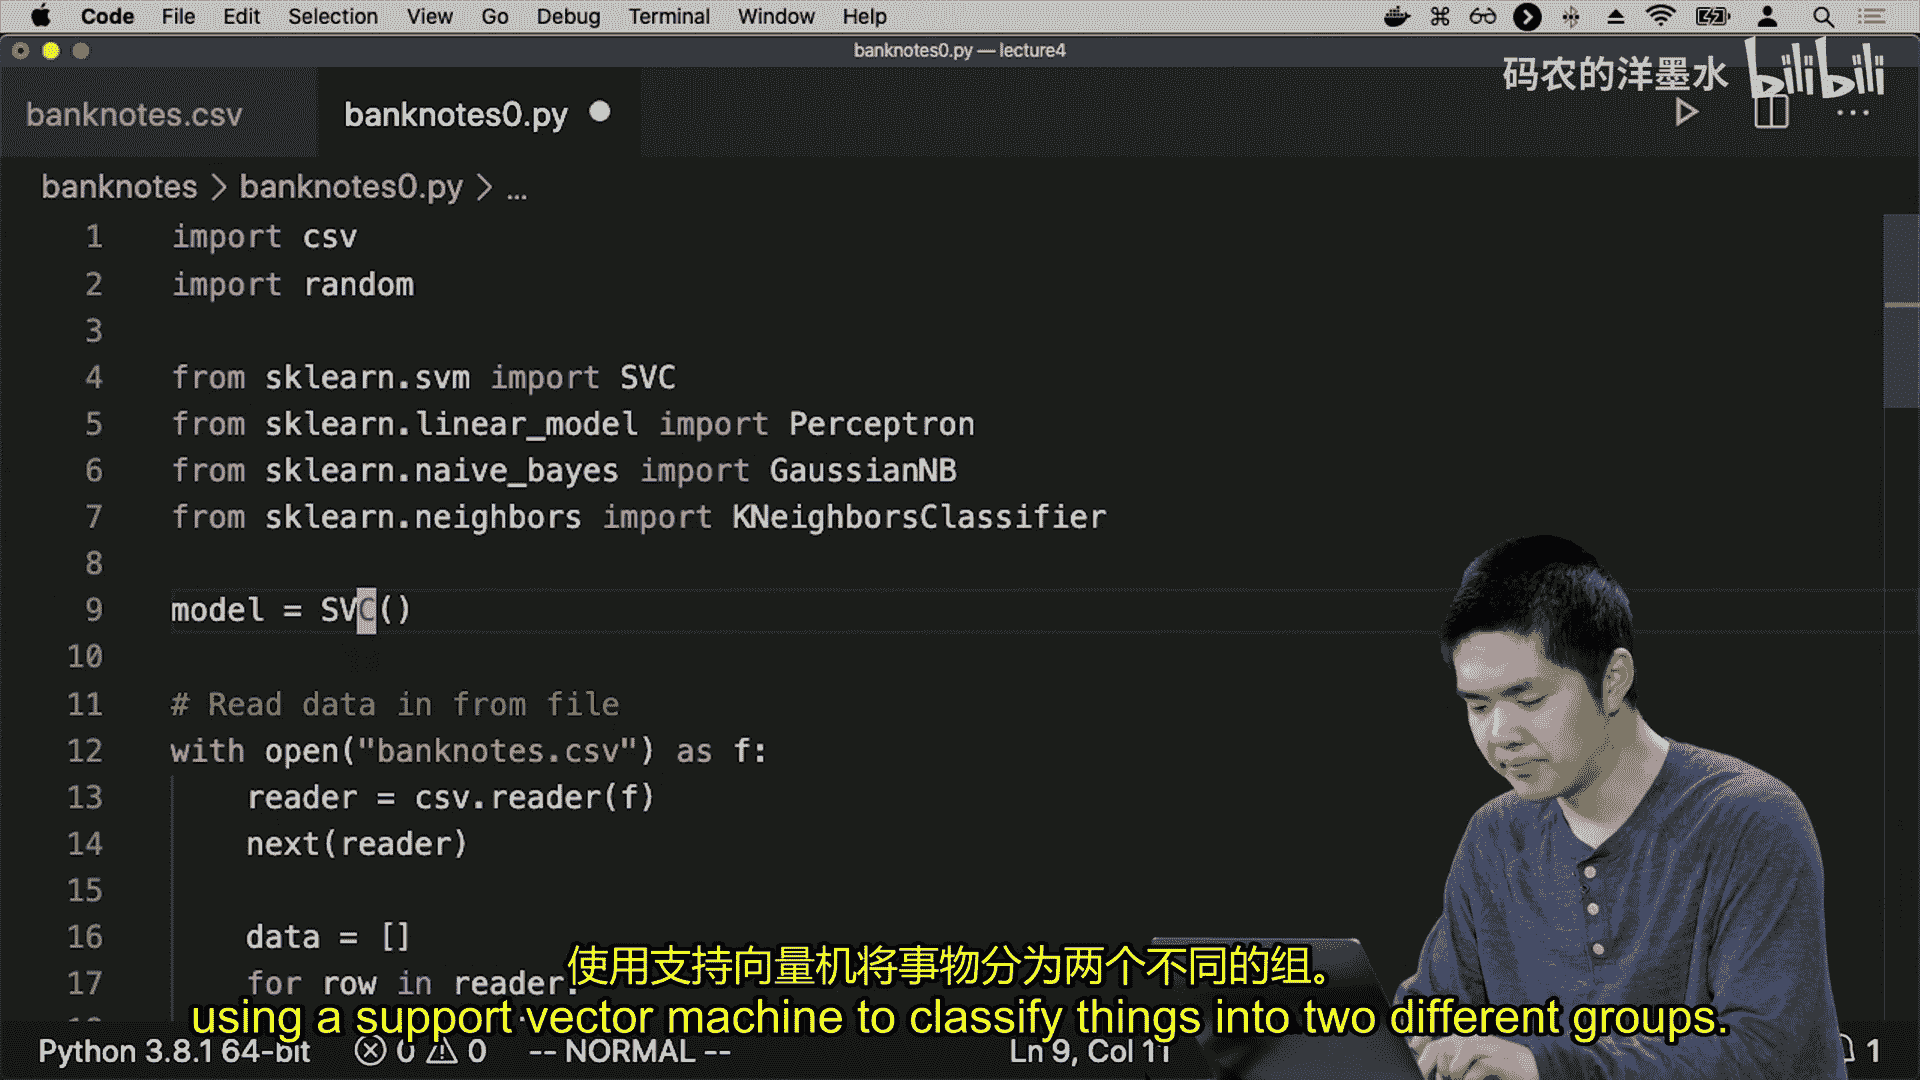 Code File Edit Selection View Go Debug Terminal Window Help
banknotes0.py — lecture4
码农的洋墨水 bilibili
banknotes.csv banknotes0.py
banknotes > banknotes0.py > ...
1 import csv
2 import random
3
4 from sklearn.svm import SVC
5 from sklearn.linear_model import Perceptron
6 from sklearn.naive_bayes import GaussianNB
7 from sklearn.neighbors import KNeighborsClassifier
8
9 model = SVC()
10
11 # Read data in from file
12 with open("banknotes.csv") as f:
13 reader = csv.reader(f)
14 next(reader)
15
16 data = []
17 for row in reader:
使用支持向量机将事物分为两个不同的组。
using a support vector machine to classify things into two different groups.
Python 3.8.1 64-bit 0 0 -- NORMAL -- Ln 9, Col 11 1